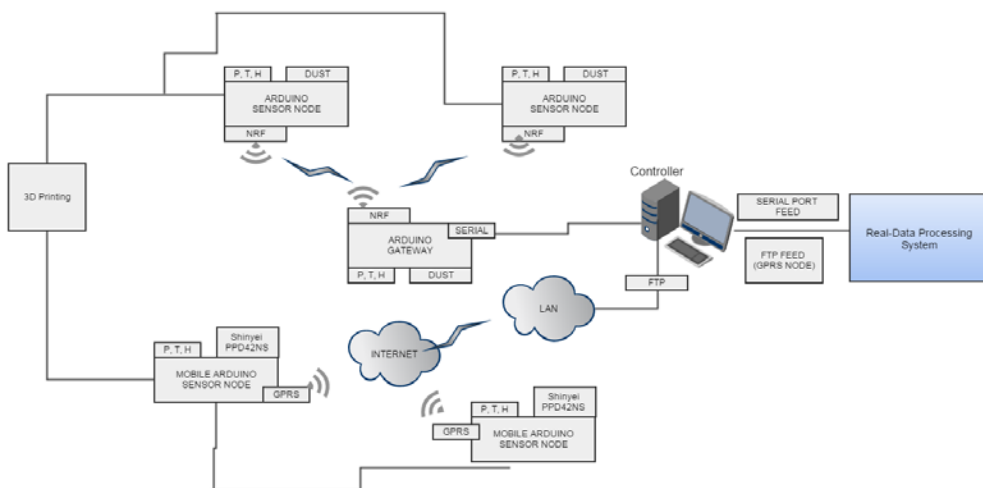 P, T, H
DUST
ARDUINO
SENSOR NODE
NRF
P, T, H
DUST
ARDUINO
SENSOR NODE
NRF
3D Printing
Controller
NRF
SERIAL
ARDUINO
GATEWAY
P, T, H
DUST
SERIAL PORT
FEED
FTP FEED
(GPRS NODE)
Real-Data Processing
System
FTP
LAN
INTERNET
P, T, H
Shinyei
PPD42NS
MOBILE ARDUINO
SENSOR NODE
GPRS
P, T, H
Shinyei
PPD42NS
GPRS
MOBILE ARDUINO
SENSOR NODE